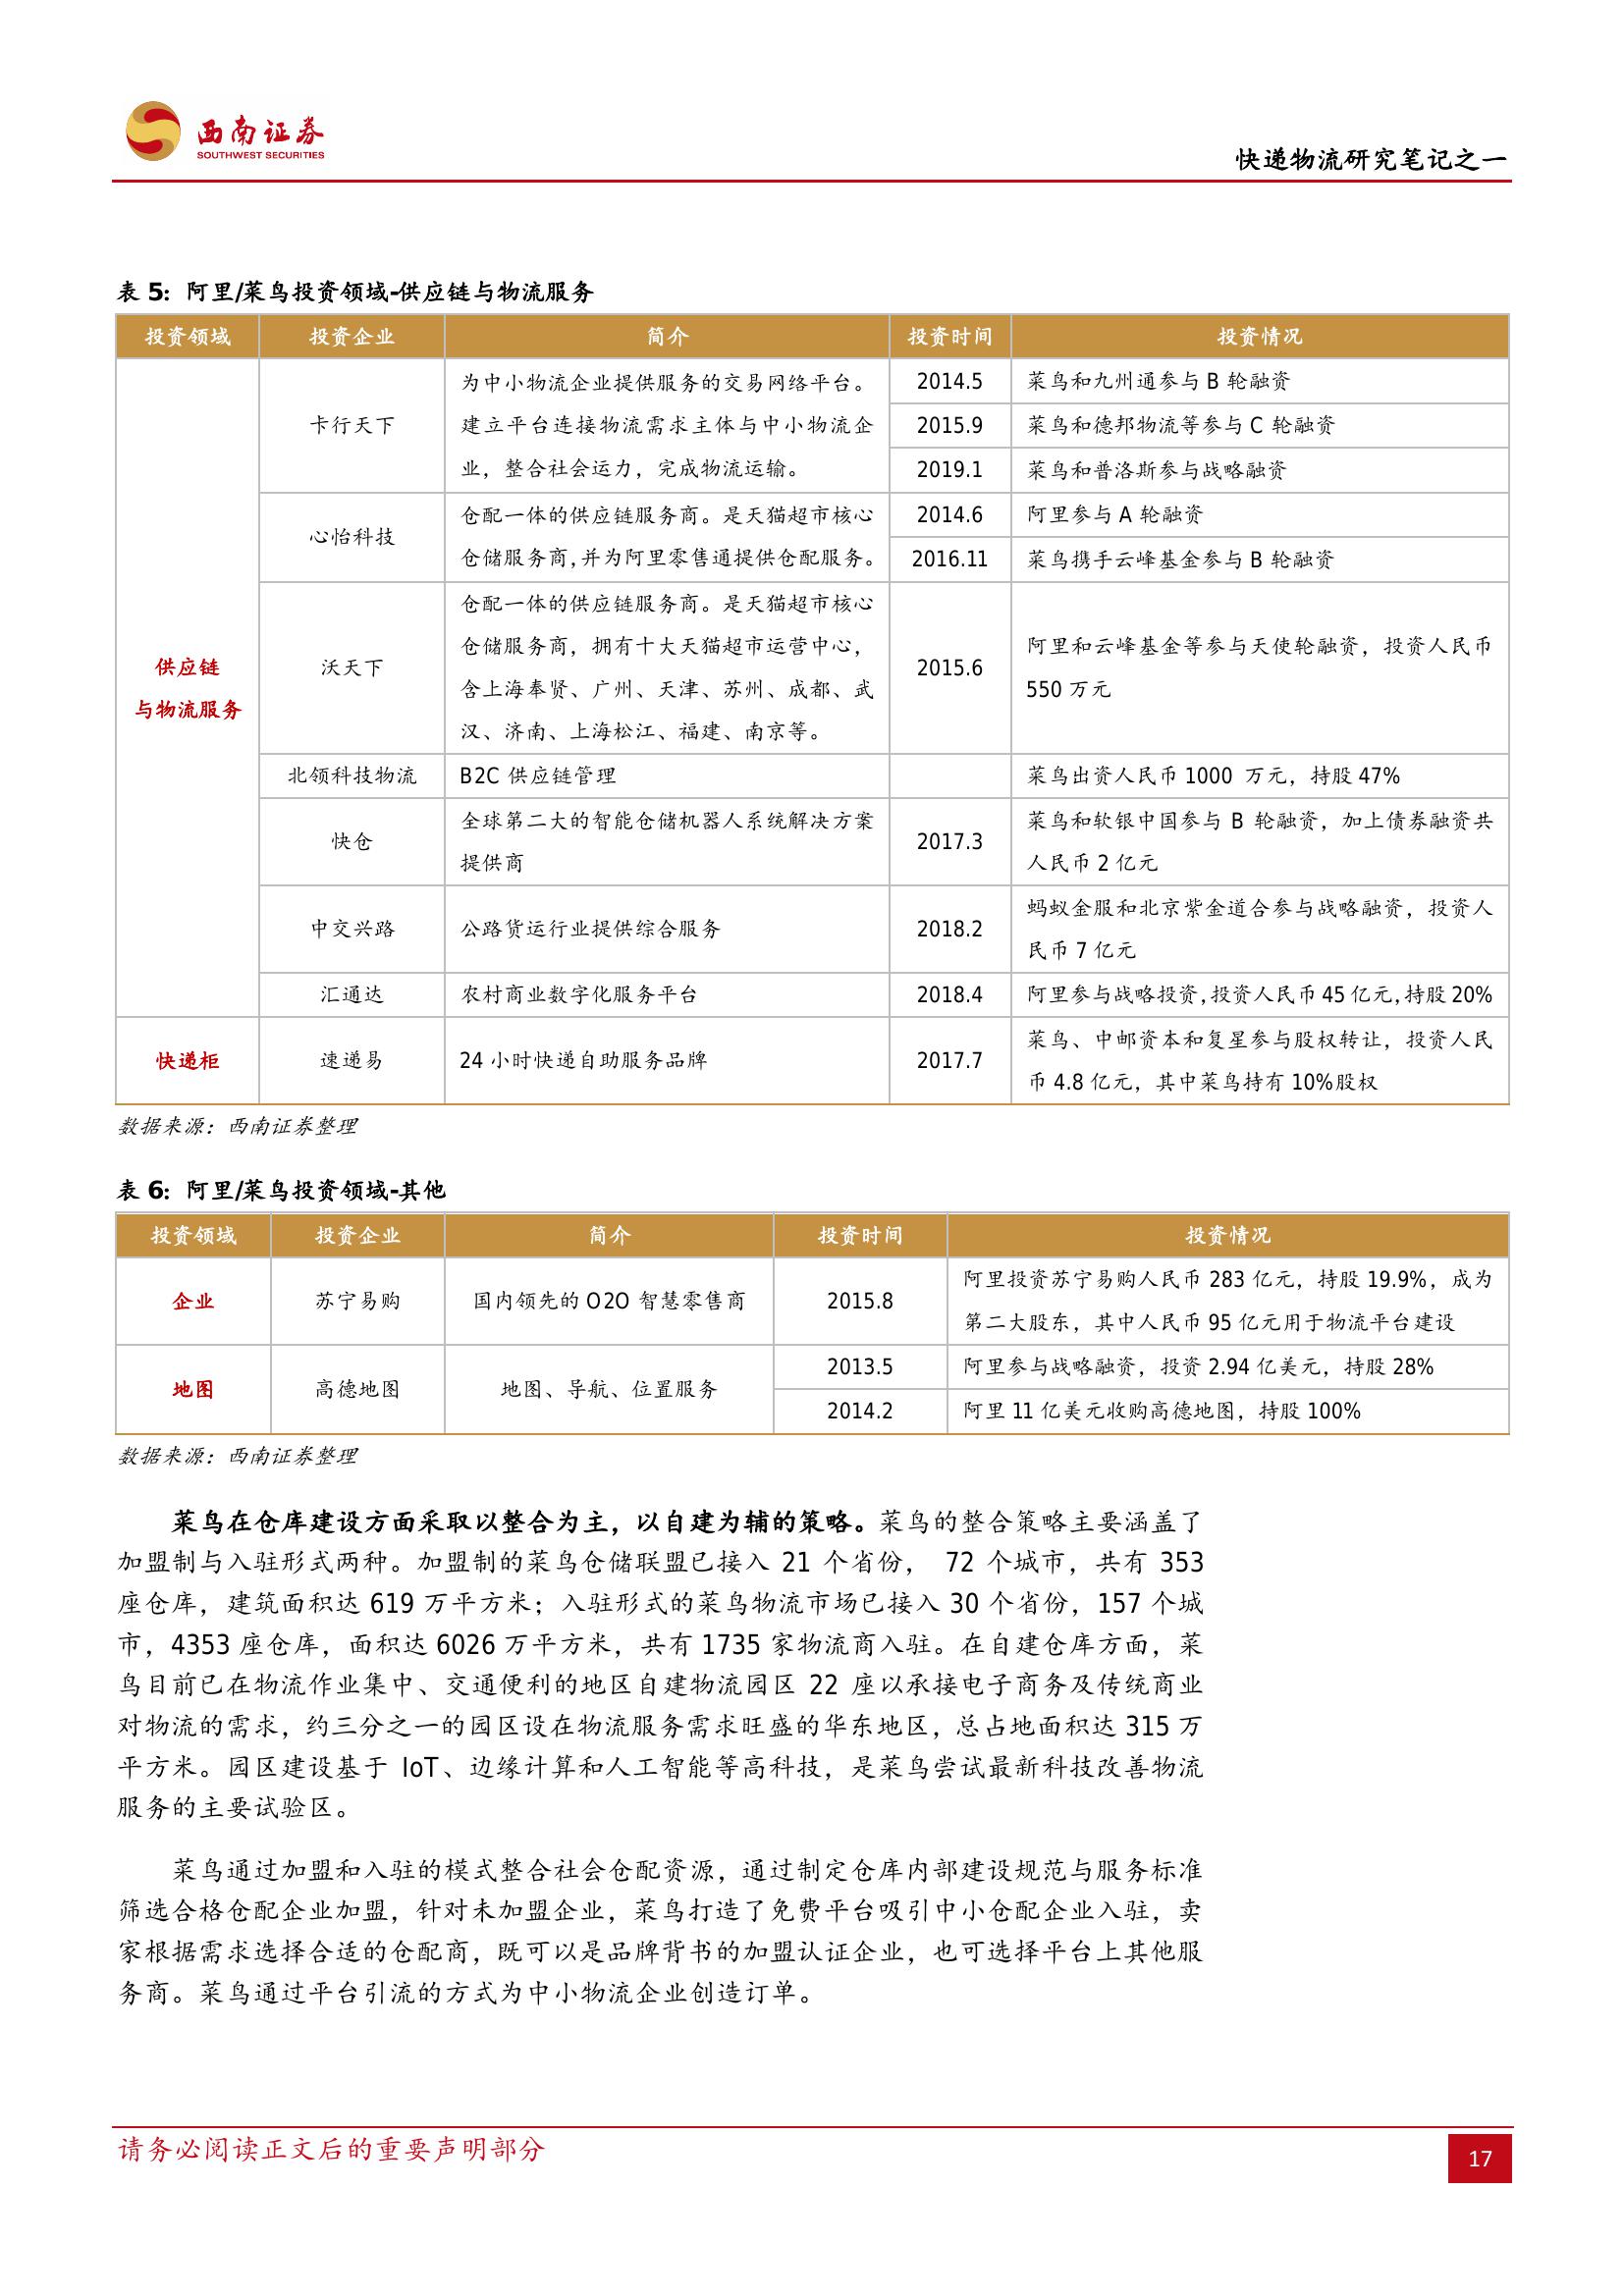 西南证券
SOUTHWEST SECURITIES
快递物流研究笔记之一
表 5：阿里/菜鸟投资领域-供应链与物流服务
投资领域 投资企业 简介 投资时间 投资情况
供应链
与物流服务
卡行天下
为中小物流企业提供服务的交易网络平台。
建立平台连接物流需求主体与中小物流企
业，整合社会运力，完成物流运输。
2014.5 菜鸟和九州通参与 B 轮融资
2015.9 菜鸟和德邦物流等参与 C 轮融资
2019.1 菜鸟和普洛斯参与战略融资
心怡科技
仓配一体的供应链服务商。是天猫超市核心
仓储服务商,并为阿里零售通提供仓配服务。
2014.6 阿里参与 A 轮融资
2016.11 菜鸟携手云峰基金参与 B 轮融资
沃天下
仓配一体的供应链服务商。是天猫超市核心
仓储服务商，拥有十大天猫超市运营中心，
含上海奉贤、广州、天津、苏州、成都、武
汉、济南、上海松江、福建、南京等。
2015.6
阿里和云峰基金等参与天使轮融资，投资人民币
550 万元
北领科技物流 B2C 供应链管理 菜鸟出资人民币 1000 万元，持股 47%
快仓
全球第二大的智能仓储机器人系统解决方案
提供商
2017.3
菜鸟和软银中国参与 B 轮融资，加上债券融资共
人民币 2 亿元
中交兴路 公路货运行业提供综合服务 2018.2
蚂蚁金服和北京紫金道合参与战略融资，投资人
民币 7 亿元
汇通达 农村商业数字化服务平台 2018.4 阿里参与战略投资,投资人民币 45 亿元,持股 20%
快递柜 速递易 24 小时快递自助服务品牌 2017.7
菜鸟、中邮资本和复星参与股权转让，投资人民
币 4.8 亿元，其中菜鸟持有 10%股权
数据来源：西南证券整理
表 6：阿里/菜鸟投资领域-其他
投资领域 投资企业 简介 投资时间 投资情况
企业 苏宁易购 国内领先的 O2O 智慧零售商 2015.8
阿里投资苏宁易购人民币 283 亿元，持股 19.9%，成为
第二大股东，其中人民币 95 亿元用于物流平台建设
地图 高德地图 地图、导航、位置服务
2013.5 阿里参与战略融资，投资 2.94 亿美元，持股 28%
2014.2 阿里 11 亿美元收购高德地图，持股 100%
数据来源：西南证券整理
菜鸟在仓库建设方面采取以整合为主，以自建为辅的策略。菜鸟的整合策略主要涵盖了
加盟制与入驻形式两种。加盟制的菜鸟仓储联盟已接入 21 个省份， 72 个城市，共有 353
座仓库，建筑面积达 619 万平方米；入驻形式的菜鸟物流市场已接入 30 个省份，157 个城
市，4353 座仓库，面积达 6026 万平方米，共有 1735 家物流商入驻。在自建仓库方面，菜
鸟目前已在物流作业集中、交通便利的地区自建物流园区 22 座以承接电子商务及传统商业
对物流的需求，约三分之一的园区设在物流服务需求旺盛的华东地区，总占地面积达 315 万
平方米。园区建设基于 IoT、边缘计算和人工智能等高科技，是菜鸟尝试最新科技改善物流
服务的主要试验区。
菜鸟通过加盟和入驻的模式整合社会仓配资源，通过制定仓库内部建设规范与服务标准
筛选合格仓配企业加盟，针对未加盟企业，菜鸟打造了免费平台吸引中小仓配企业入驻，卖
家根据需求选择合适的仓配商，既可以是品牌背书的加盟认证企业，也可选择平台上其他服
务商。菜鸟通过平台引流的方式为中小物流企业创造订单。
请务必阅读正文后的重要声明部分
17